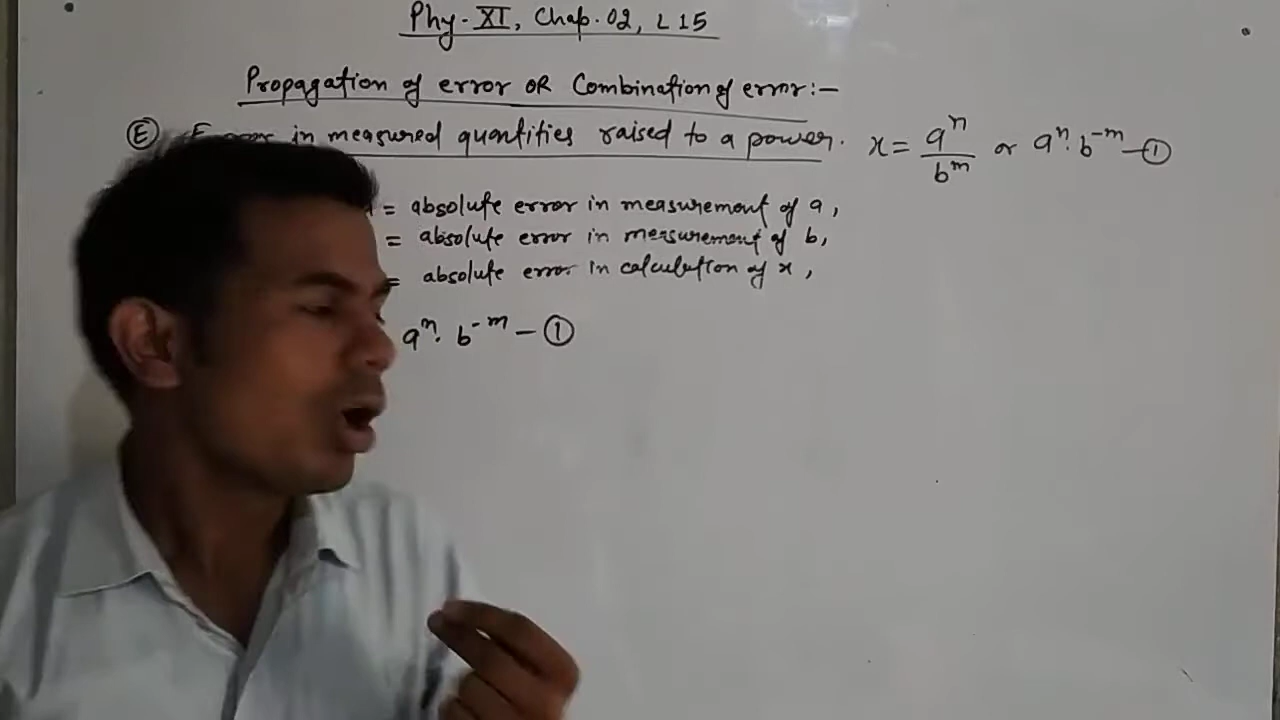 Phy-XI, Chap.02, L15
Propagation of error OR Combination of error:-
Ⓔ in measured quantities raised to a power. x = a^n / b^m or a^n. b^-m — ①
= absolute error in measurement of a,
= absolute error in measurement of b,
= absolute error in calculation of x,
a^n. b^-m — ①